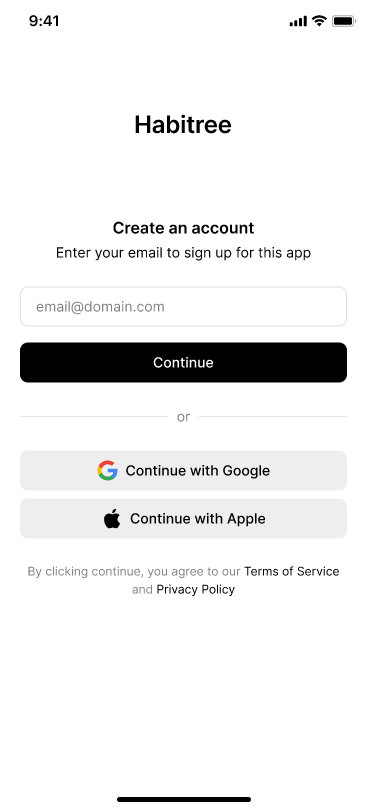 9:41
Habitree
Create an account
Enter your email to sign up for this app
email@domain.com
Continue
or
Continue with Google
Continue with Apple
By clicking continue, you agree to our Terms of Service
and Privacy Policy